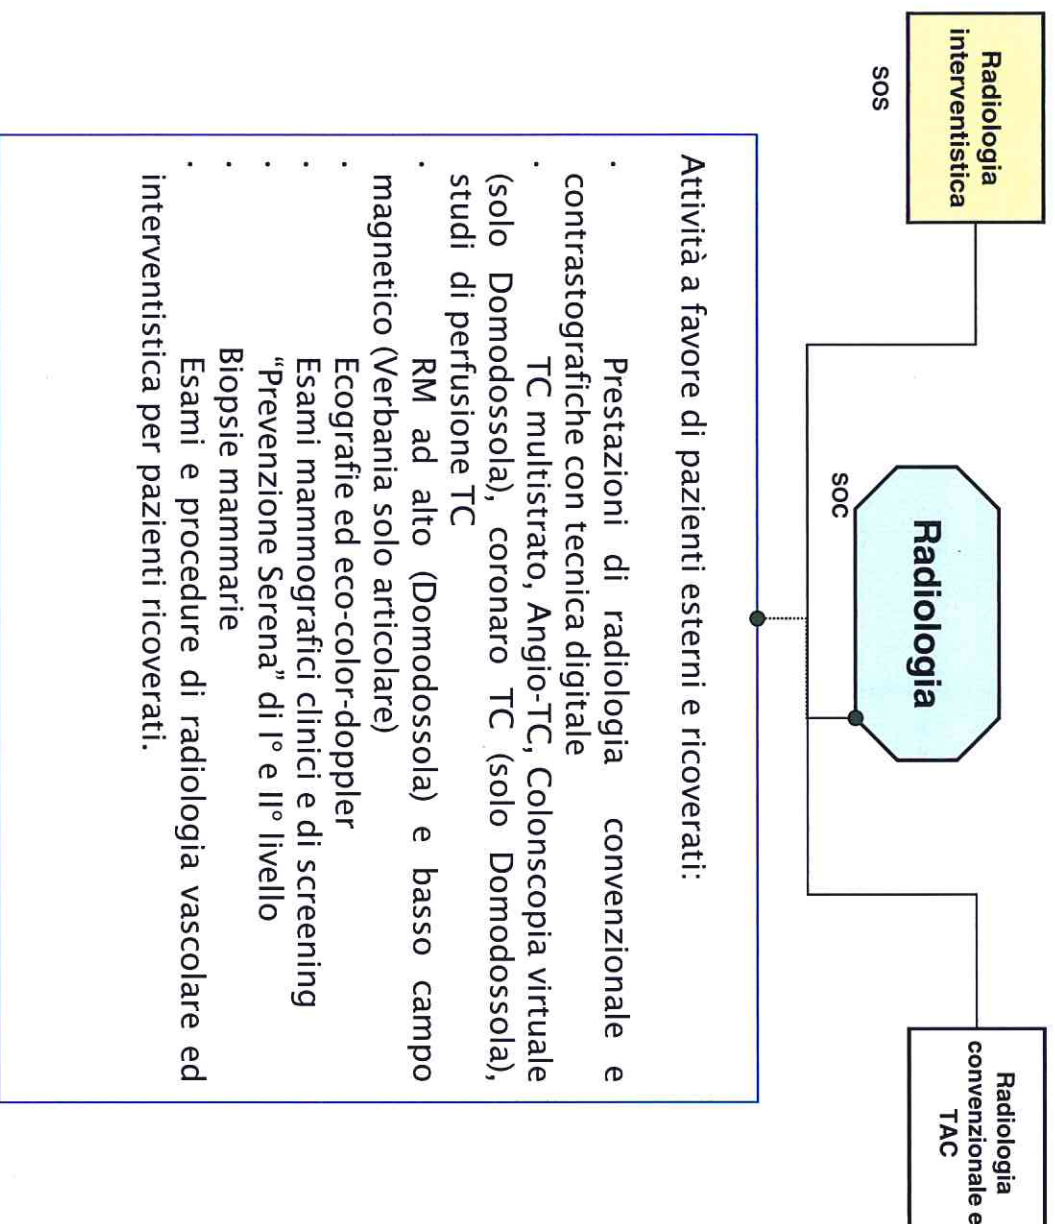 Radiologia
SOC
Radiologia
interventistica
SOS
Radiologia
convenzionale e
TAC
Attività a favore di pazienti esterni e ricoverati:
· Prestazioni di radiologia convenzionale e
contrastografiche con tecnica digitale
· TC multistrato, Angio-TC, Colonscopia virtuale
(solo Domodossola), coronaro TC (solo Domodossola),
studi di perfusione TC
· RM ad alto (Domodossola) e basso campo
magnetico (Verbania solo articolare)
· Ecografie ed eco-color-doppler
· Esami mammografici clinici e di screening
· “Prevenzione Serena” di I° e II° livello
· Biopsie mammarie
· Esami e procedure di radiologia vascolare ed
interventistica per pazienti ricoverati.